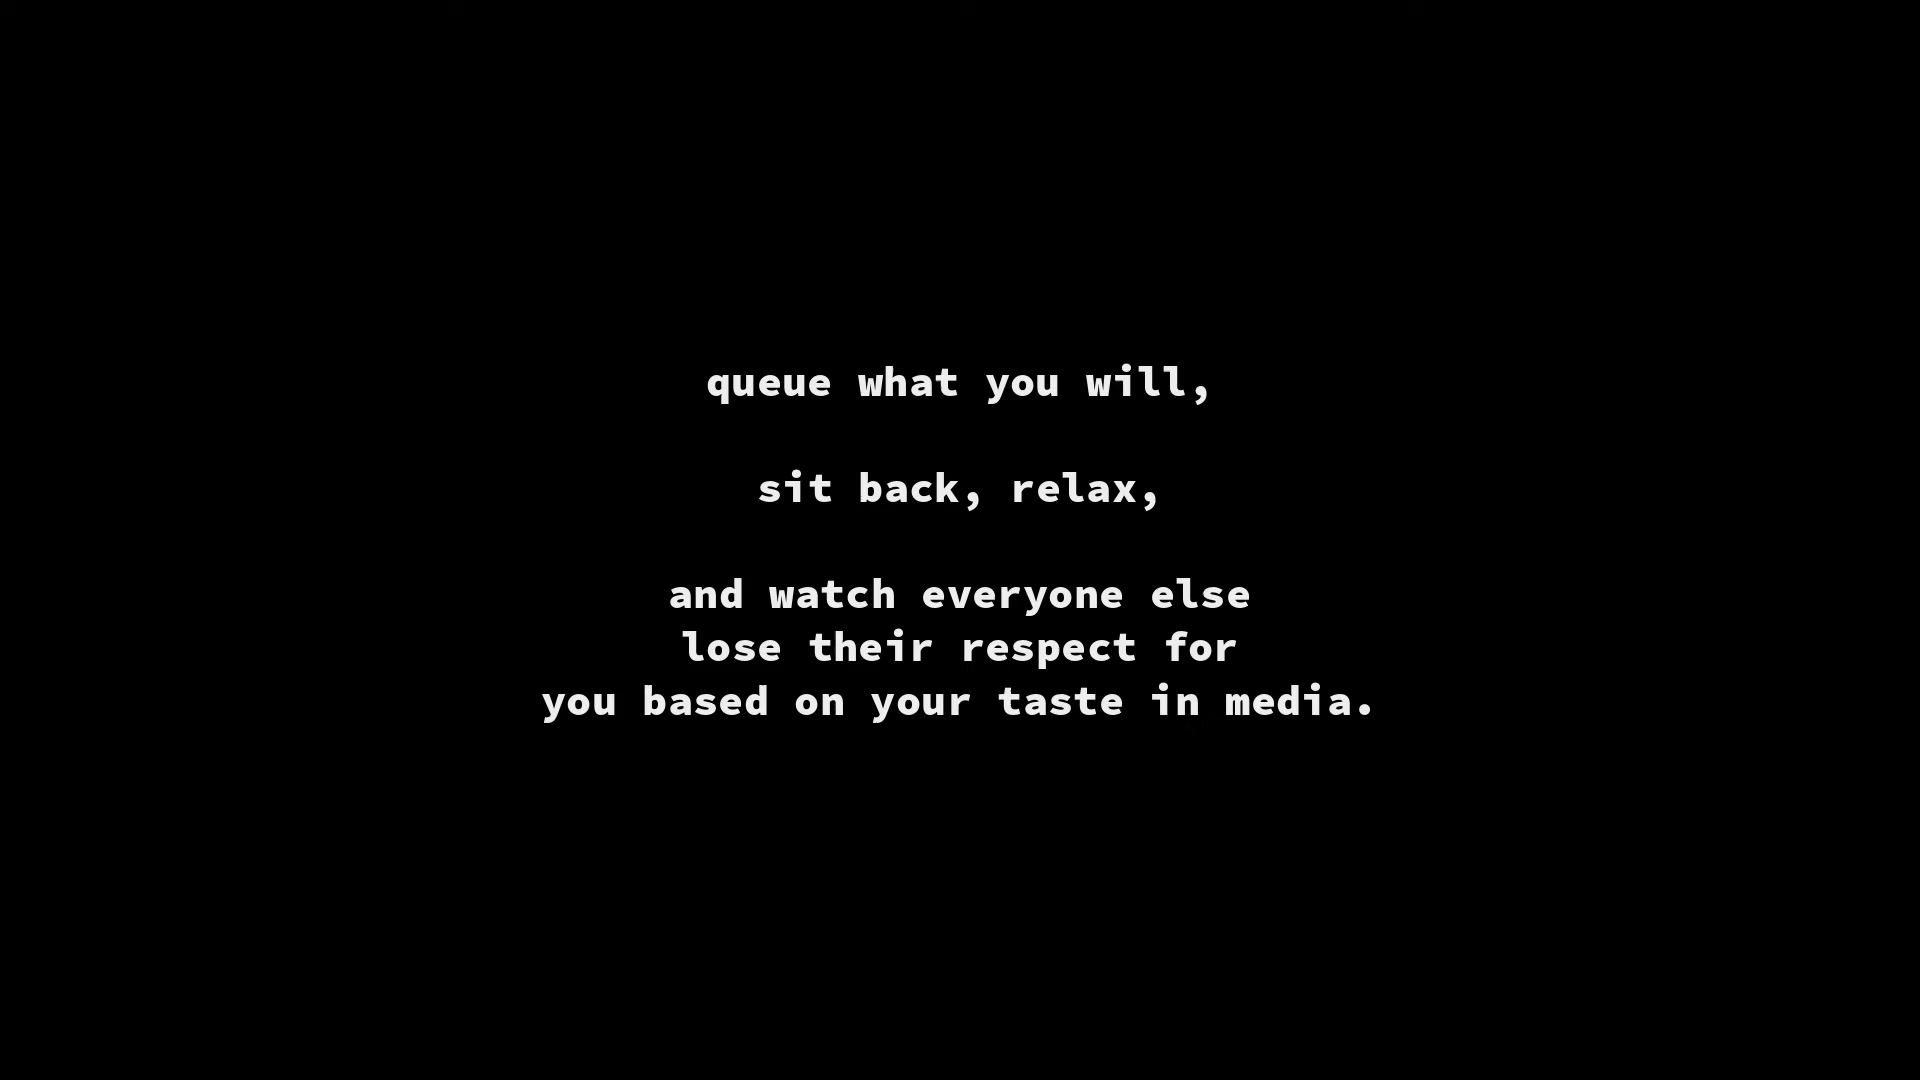 queue what you will,
sit back, relax,
and watch everyone else
lose their respect for
you based on your taste in media.